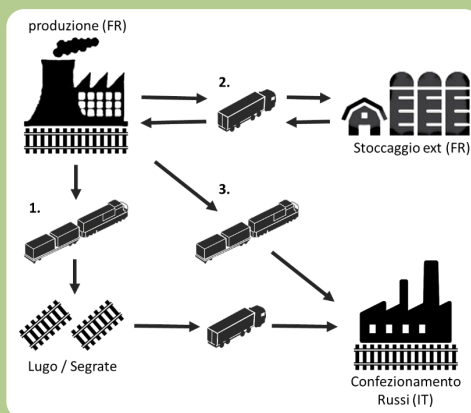 produzione (FR)
2.
Stoccaggio ext (FR)
1.
3.
Lugo / Segrate
Confezionamento
Russi (IT)